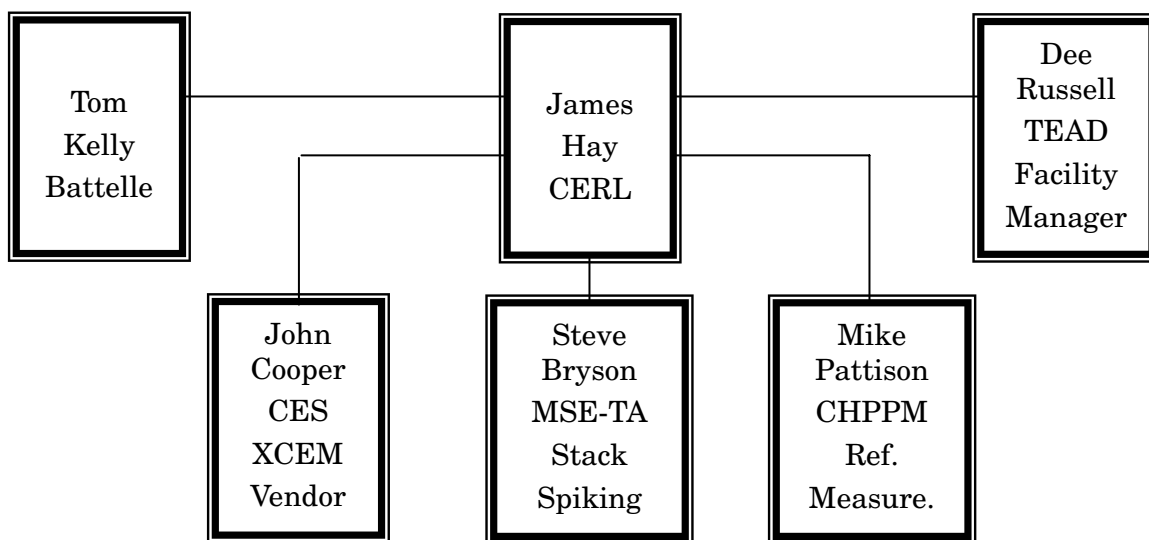 Tom
Kelly
Battelle
James
Hay
CERL
Dee
Russell
TEAD
Facility
Manager
John
Cooper
CES
XCEM
Vendor
Steve
Bryson
MSE-TA
Stack
Spiking
Mike
Pattison
CHPPM
Ref.
Measure.